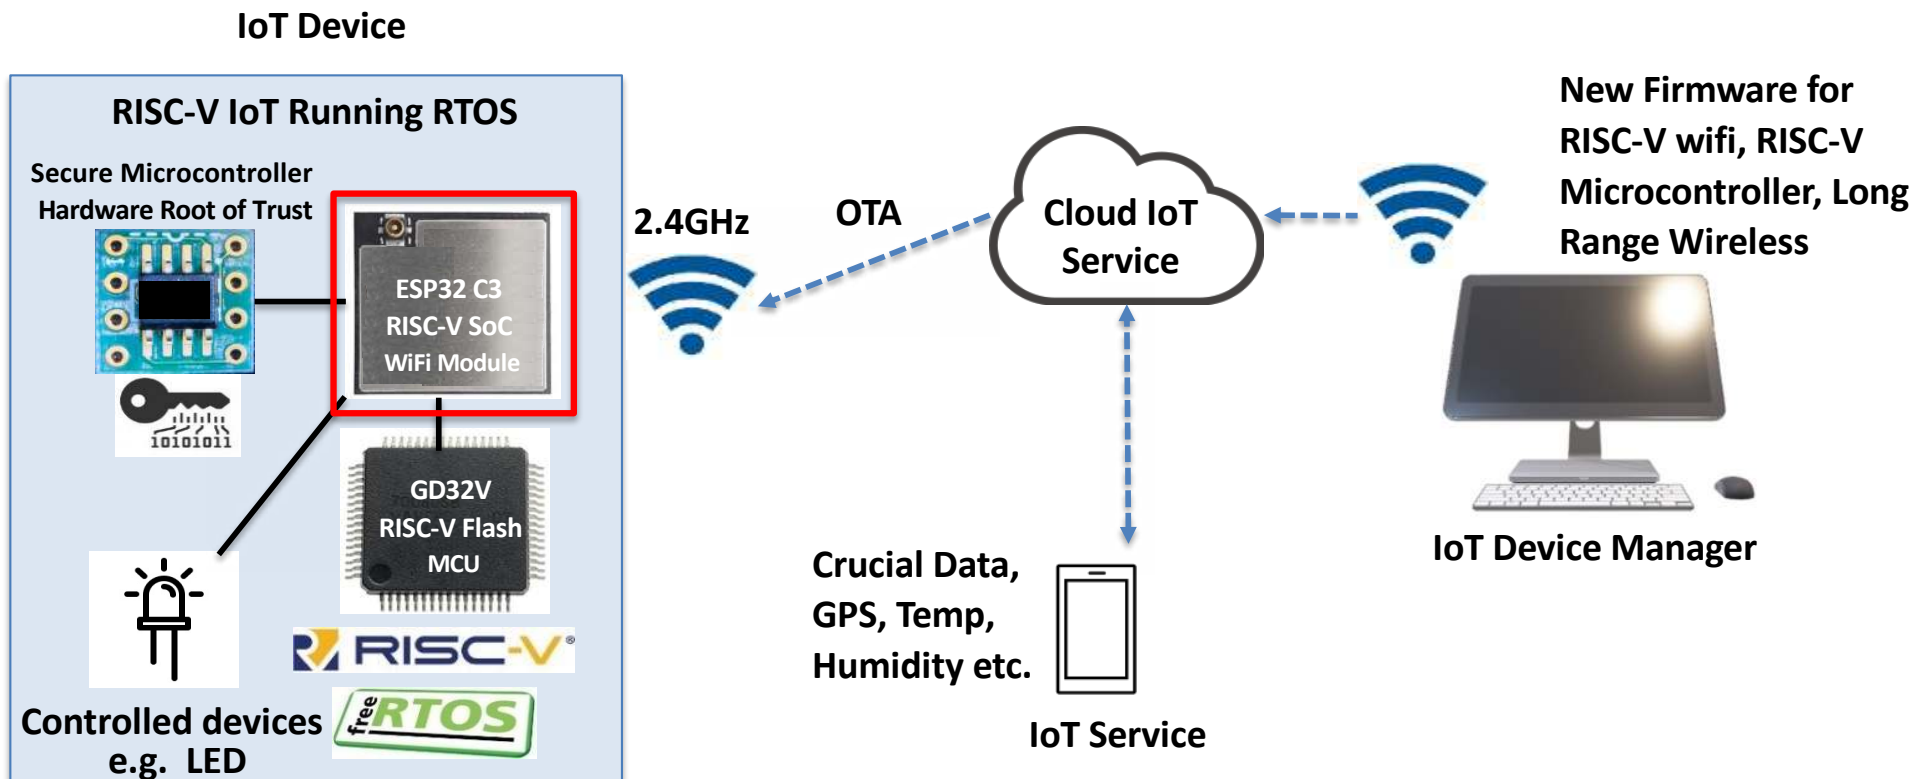 IoT Device
RISC-V IoT Running RTOS
Secure Microcontroller
Hardware Root of Trust
ESP32 C3
RISC-V SoC
WiFi Module
10101011
GD32V
RISC-V Flash
MCU
RISC-V®
free RTOS
Controlled devices
e.g. LED
2.4GHz
OTA
Cloud IoT
Service
Crucial Data,
GPS, Temp,
Humidity etc.
IoT Service
New Firmware for
RISC-V wifi, RISC-V
Microcontroller, Long
Range Wireless
IoT Device Manager